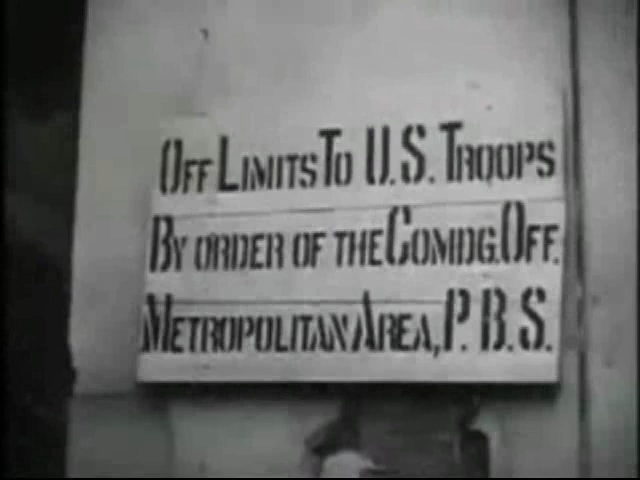 Off Limits To U.S. Troops
By order of the Comdg. Off.
Metropolitan Area, P.B.S.